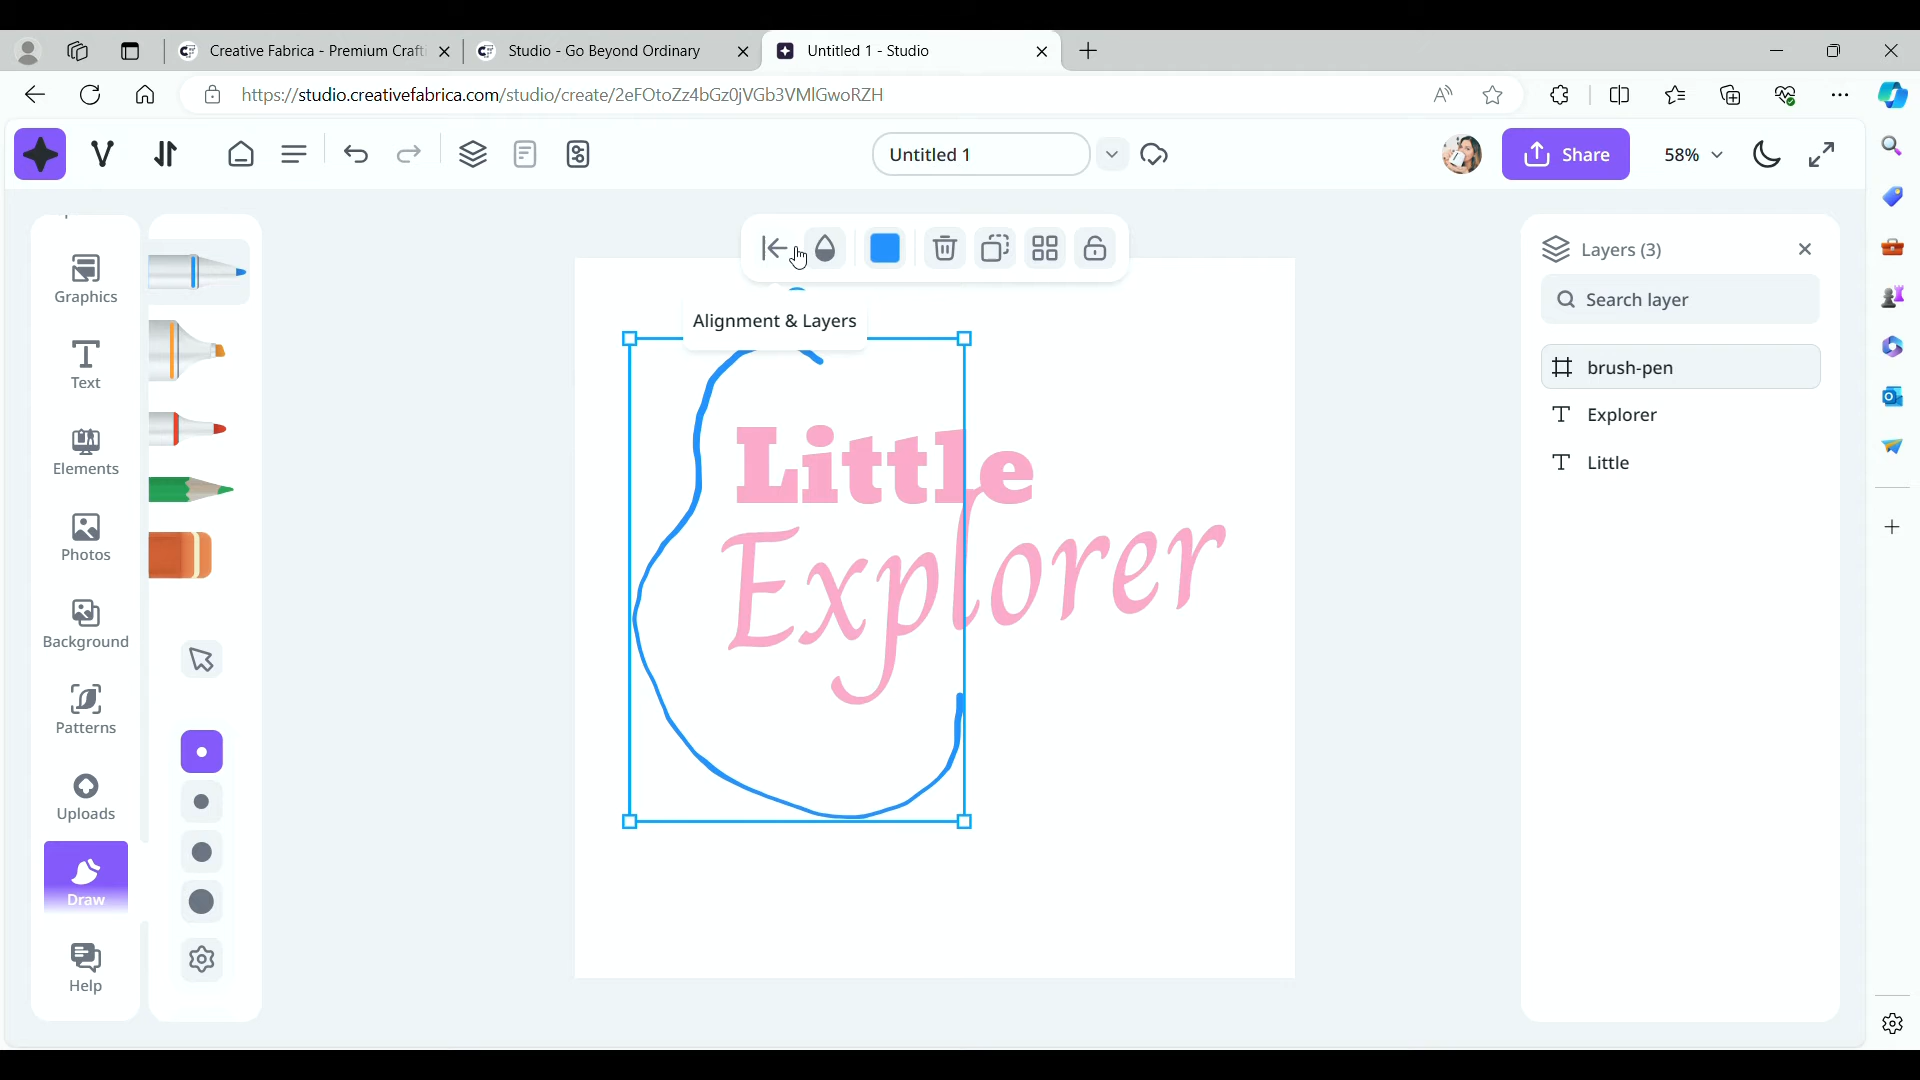 Creative Fabrica - Premium Crafti
Studio - Go Beyond Ordinary
Untitled 1 - Studio
https://studio.creativefabrica.com/studio/create/2eFOtoZz4bGz0jVGb3VMlGwoRZH
Untitled 1
Share
58%
Graphics
Text
Elements
Photos
Background
Patterns
Uploads
Draw
Help
Alignment & Layers
Little
Explorer
Layers (3)
Search layer
brush-pen
Explorer
Little